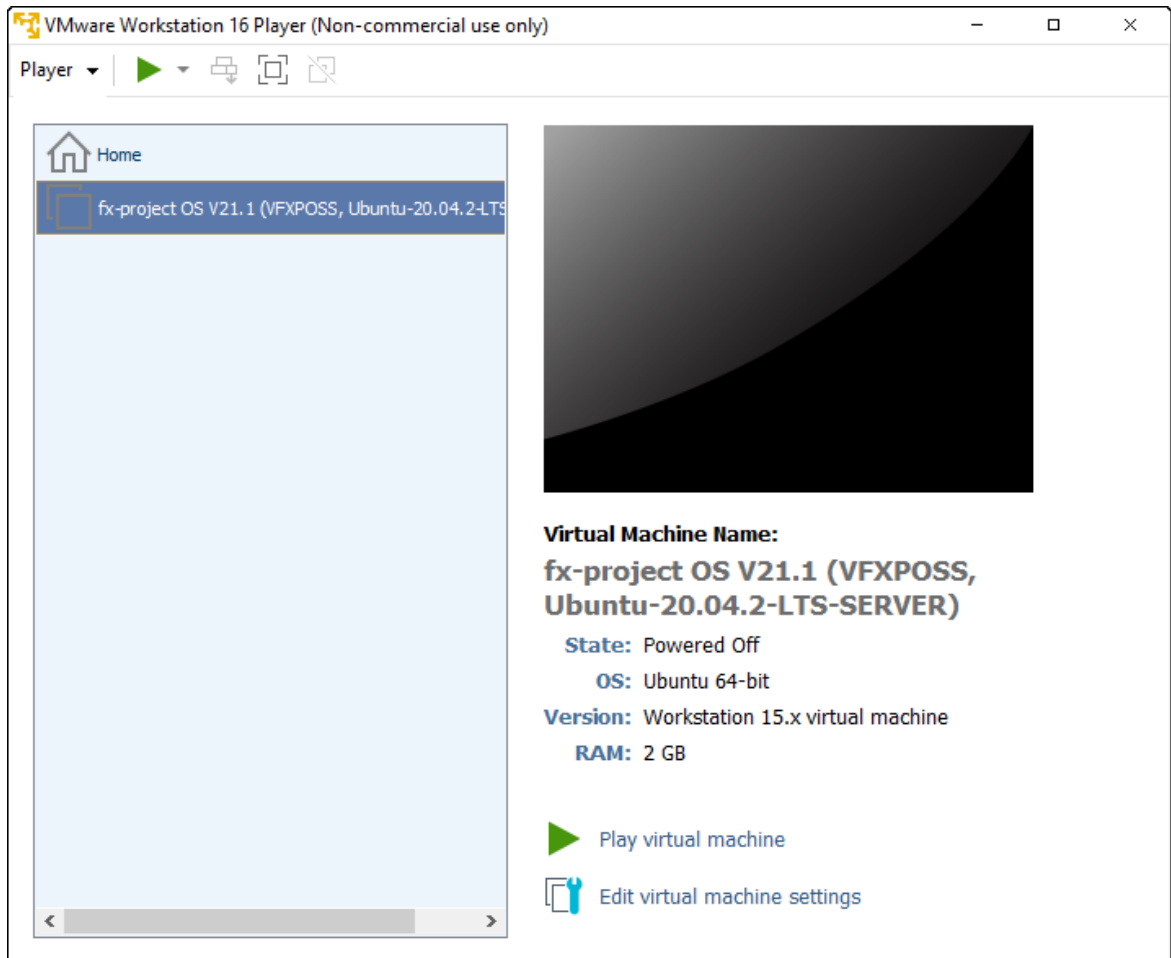 VMware Workstation 16 Player (Non-commercial use only)
Player
Home
fx-project OS V21.1 (VFXPOSS, Ubuntu-20.04.2-LTS
Virtual Machine Name:
fx-project OS V21.1 (VFXPOSS,
Ubuntu-20.04.2-LTS-SERVER)
State: Powered Off
OS: Ubuntu 64-bit
Version: Workstation 15.x virtual machine
RAM: 2 GB
Play virtual machine
Edit virtual machine settings